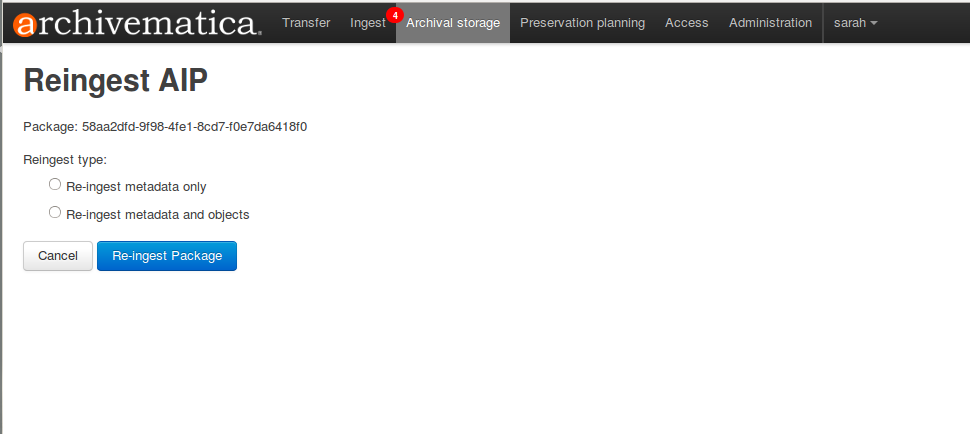 archivematica® Transfer Ingest 4 Archival storage Preservation planning Access Administration sarah
Reingest AIP
Package: 58aa2dfd-9f98-4fe1-8cd7-f0e7da6418f0
Reingest type:
Re-ingest metadata only
Re-ingest metadata and objects
Cancel Re-ingest Package